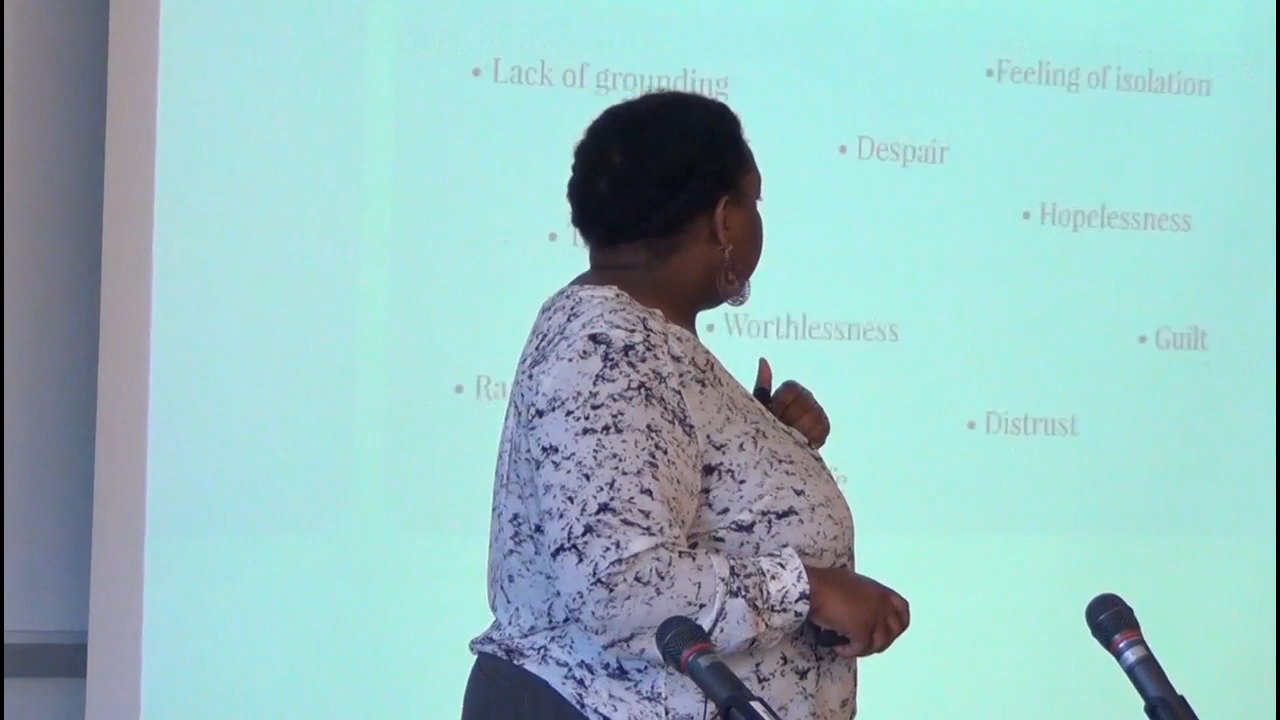 • Lack of grounding
•Feeling of isolation
• Despair
• Hopelessness
• Worthlessness
• Guilt
• Distrust